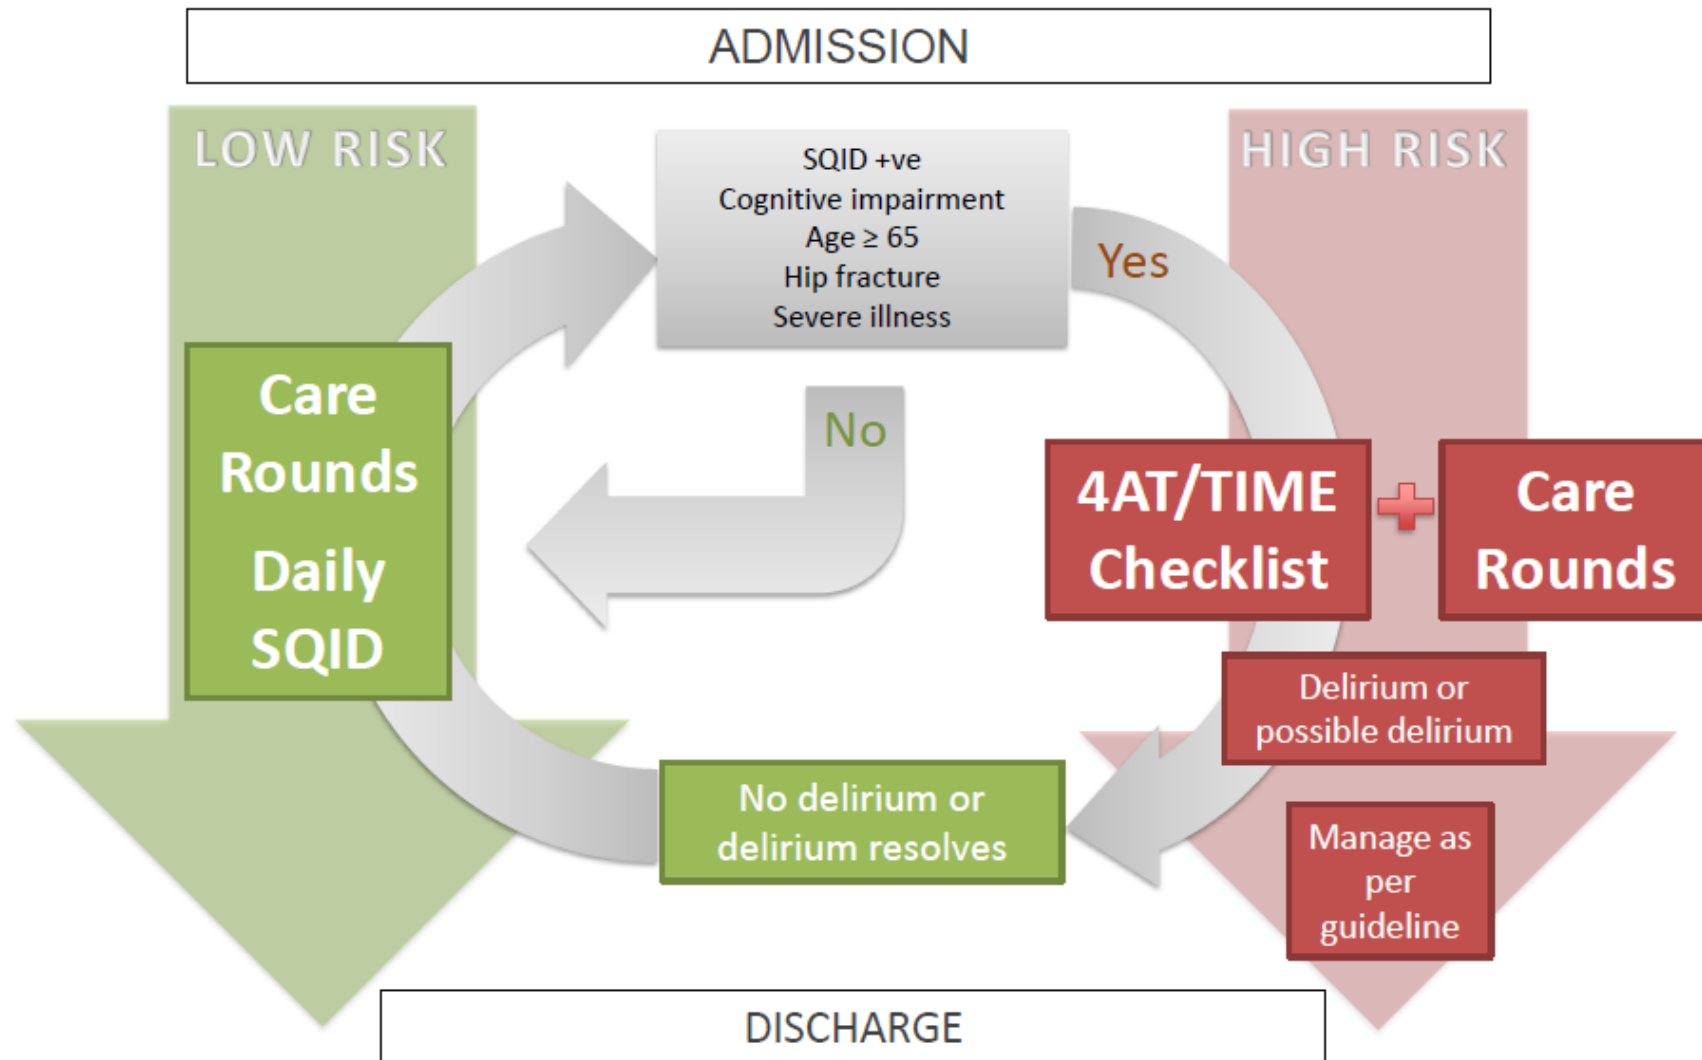 ADMISSION
LOW RISK
HIGH RISK
SQID +ve
Cognitive impairment
Age ≥ 65
Hip fracture
Severe illness
Yes
No
Care
Rounds
Daily
SQID
4AT/TIME
Checklist
Care
Rounds
Delirium or
possible delirium
No delirium or
delirium resolves
Manage as
per
guideline
DISCHARGE